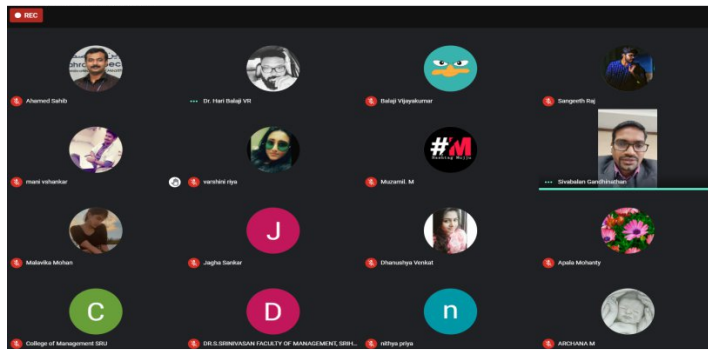 REC
Ahamed Sahib
Dr. Hari Balaji VR
Balaji Vijayakumar
Sangeeth Raj
mani vahankar
varshini riya
#M
Muzamil. M
Sivabalan Gandhinathan
Malavika Mohan
J
Jagha Sankar
Dhanushya Venkat
Apala Mohanty
C
College of Management SRU
D
DR.S.SRINIVASAN FACULTY OF MANAGEMENT, SRIH...
n
nithya priya
ARCHANA M